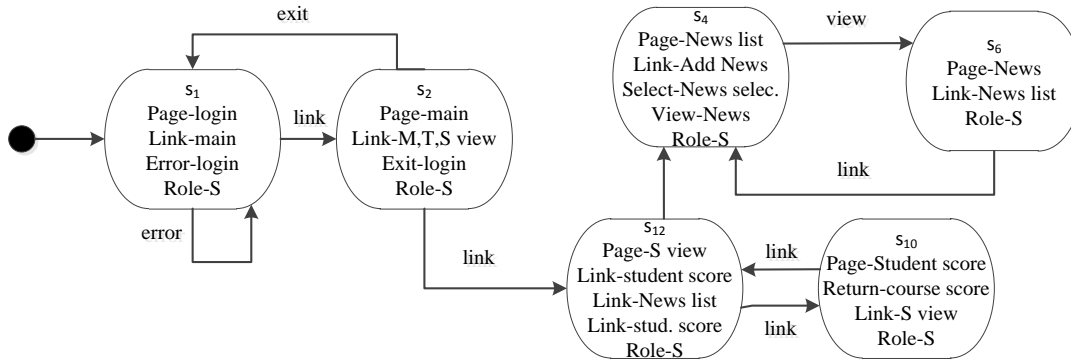 exit
s1
Page-login
Link-main
Error-login
Role-S
link
error
s2
Page-main
Link-M,T,S view
Exit-login
Role-S
link
s4
Page-News list
Link-Add News
Select-News selec.
View-News
Role-S
view
s6
Page-News
Link-News list
Role-S
link
s12
Page-S view
Link-student score
Link-News list
Link-stud. score
Role-S
link
link
s10
Page-Student score
Return-course score
Link-S view
Role-S